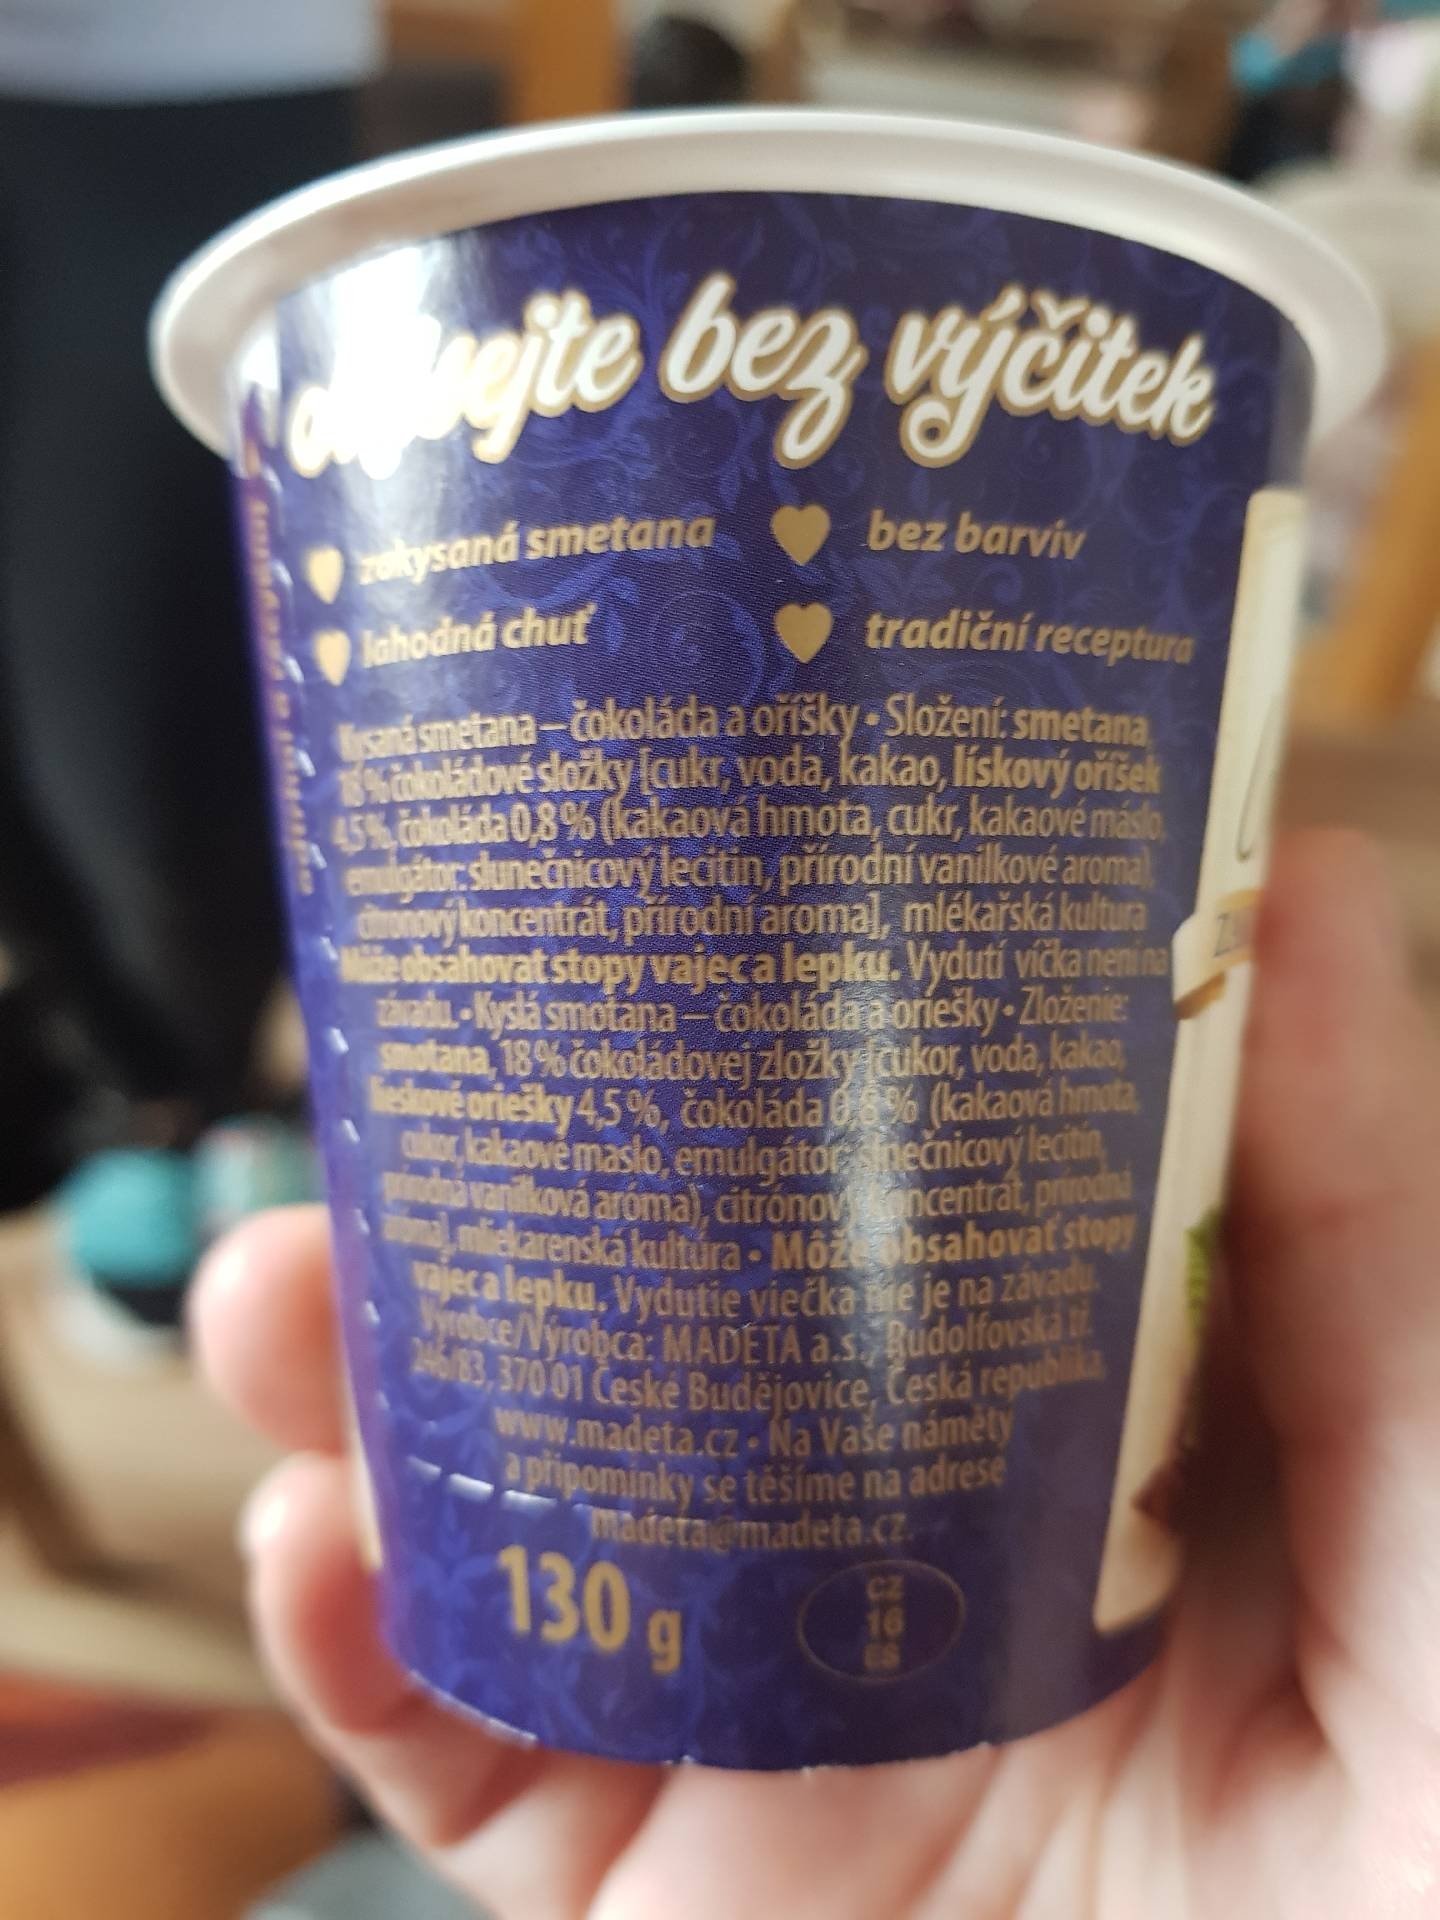 bez výčitek
zakysaná smetana
bez barviv
lahodná chuť
tradiční receptura
Kysaná smetana – čokoláda a oříšky • Složení: smetana,
% čokoládové složky [cukr, voda, kakao, lískový oříšek
4,5 %, čokoláda 0,8 % (kakaová hmota, cukr, kakaové máslo,
emulgátor: slunečnicový lecitin, přírodní vanilkové aroma),
citronový koncentrát, přírodní aroma], mlékařská kultura
Může obsahovat stopy vajec a lepku. Vydutí víčka není na
závadu. • Kyslá smotana – čokoláda a oriešky • Zloženie:
smotana, 18 % čokoládovej zložky [cukor, voda, kakao,
lieskové oriešky 4,5 %, čokoláda 0,8 % (kakaová hmota,
cukor, kakaové maslo, emulgátor: slnečnicový lecitín,
prírodná vanilková aróma), citrónový koncentrát, prírodná
aróma], mliekarenská kultúra • Môže obsahovať stopy
vajec a lepku. Vydutie viečka nie je na závadu.
Výrobce/Výrobca: MADETA a.s., Rudolfovská tř.
246/83, 370 01 České Budějovice, Česká republika,
www.madeta.cz • Na Vaše náměty
a připomínky se těšíme na adrese
madeta@madeta.cz.
130 g
CZ
16
ES